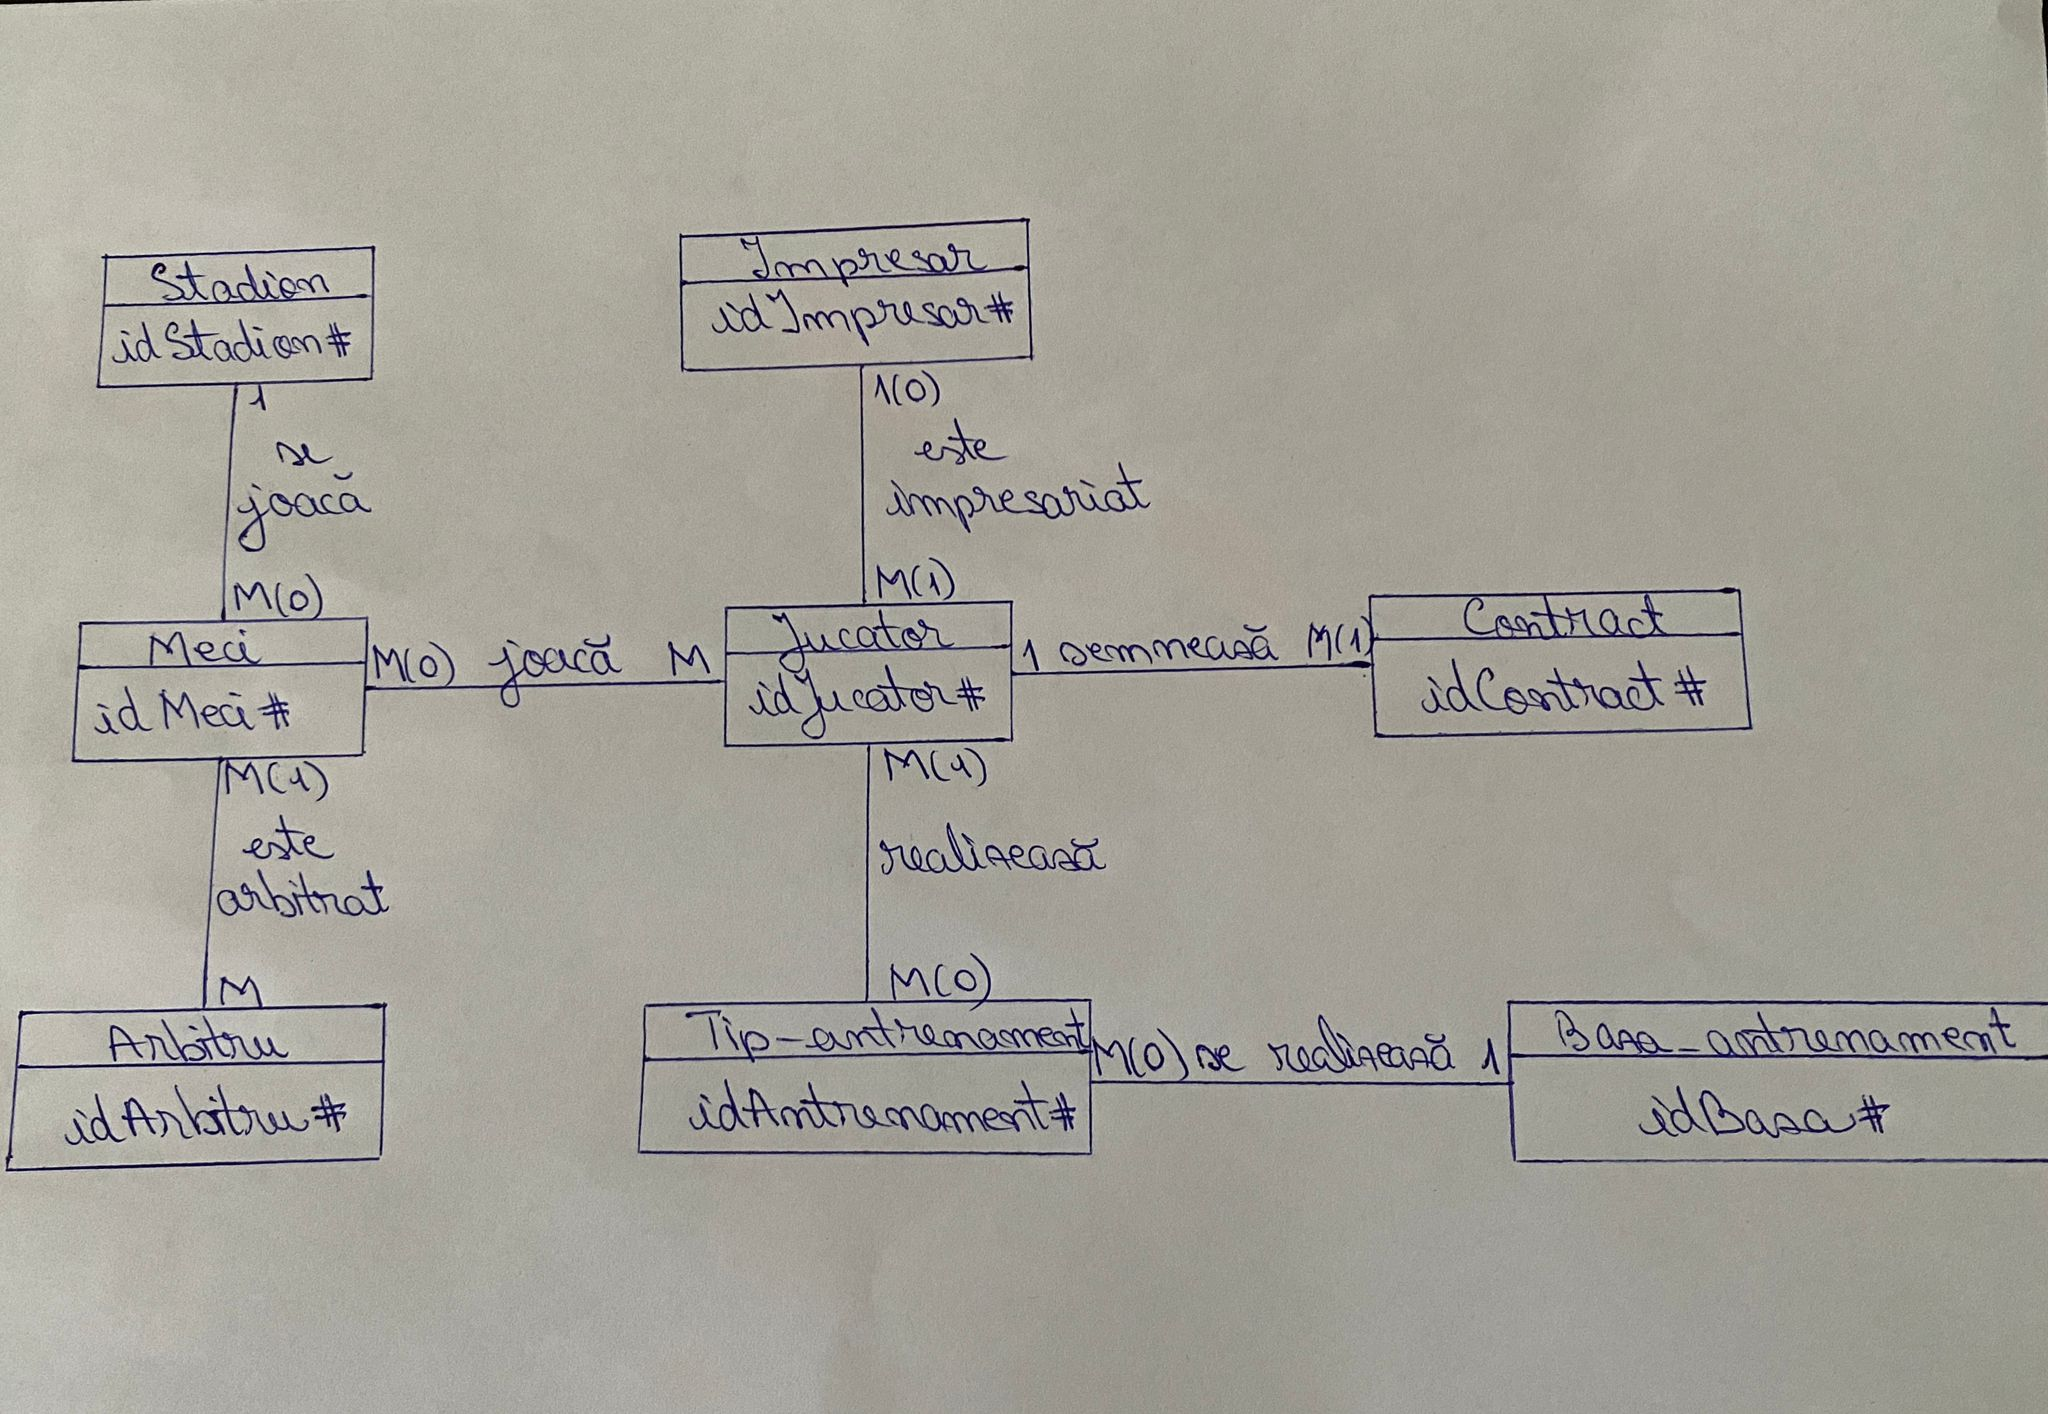 Stadion
idStadion#
1
se
joacă
M(0)
Meci
idMeci#
M(1)
este
arbitrat
M
Arbitru
idArbitru#
M(0) joacă M
Impresar
idImpresar#
1(0)
este
impresariat
M(1)
Jucator
idJucator#
1 semnează M(1)
Contract
idContract#
M(1)
realizează
M(0)
Tip-antrenament
idAntrenament#
M(0) se realizează 1
Baza_antrenament
idBaza#